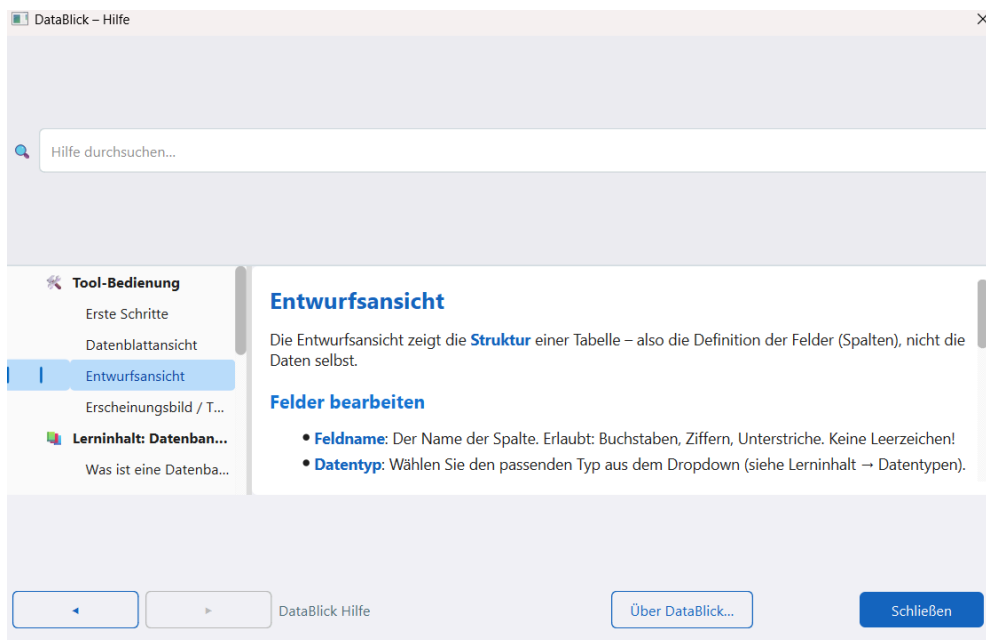 DataBlick – Hilfe
Hilfe durchsuchen...
Tool-Bedienung
Erste Schritte
Datenblattansicht
Entwurfsansicht
Erscheinungsbild / T...
Lerninhalt: Datenban...
Was ist eine Datenba...
Entwurfsansicht
Die Entwurfsansicht zeigt die Struktur einer Tabelle – also die Definition der Felder (Spalten), nicht die
Daten selbst.
Felder bearbeiten
• Feldname: Der Name der Spalte. Erlaubt: Buchstaben, Ziffern, Unterstriche. Keine Leerzeichen!
• Datentyp: Wählen Sie den passenden Typ aus dem Dropdown (siehe Lerninhalt → Datentypen).
DataBlick Hilfe
Über DataBlick...
Schließen